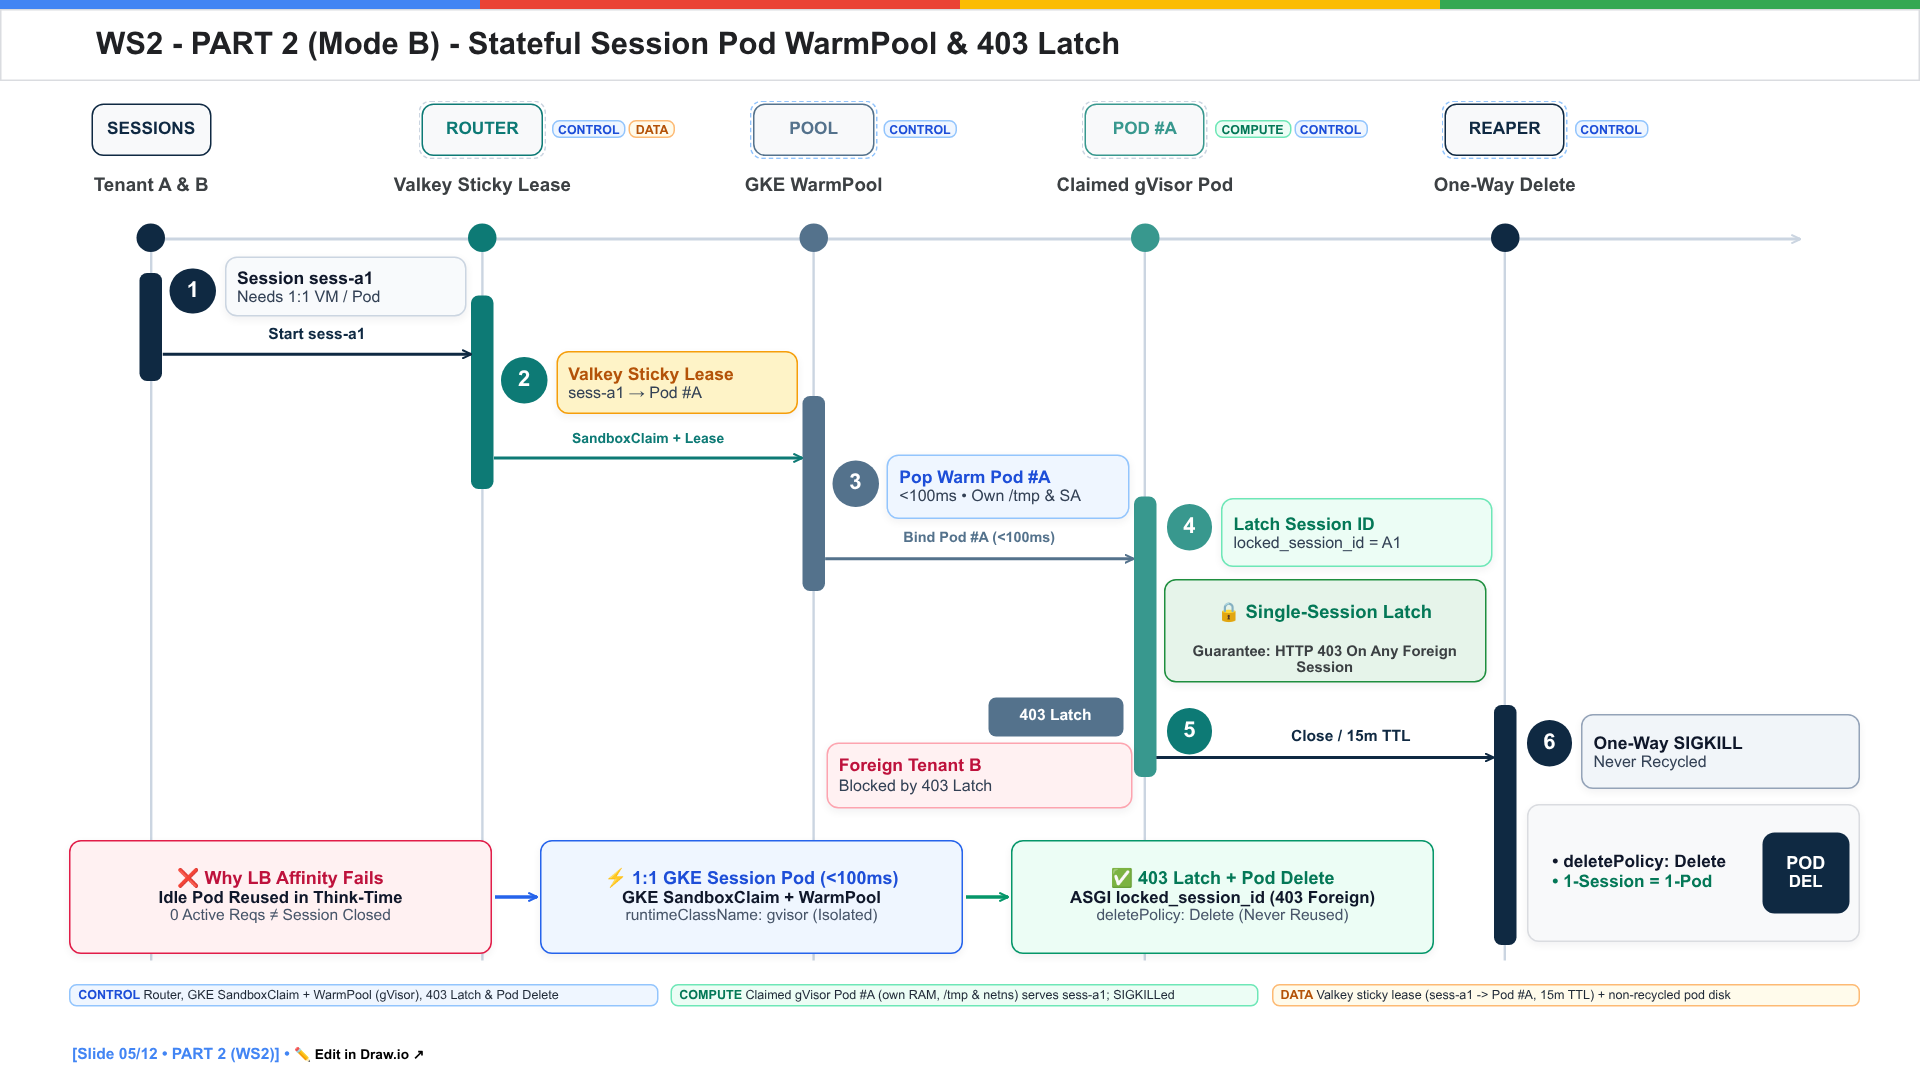 WS2 - PART 2 (Mode B) - Stateful Session Pod WarmPool & 403 Latch
SESSIONS
Tenant A & B
ROUTER
CONTROL
DATA
Valkey Sticky Lease
POOL
CONTROL
GKE WarmPool
POD #A
COMPUTE
CONTROL
Claimed gVisor Pod
REAPER
CONTROL
One-Way Delete
1
Session sess-a1
Needs 1:1 VM / Pod
Start sess-a1
2
Valkey Sticky Lease
sess-a1 → Pod #A
SandboxClaim + Lease
3
Pop Warm Pod #A
<100ms • Own /tmp & SA
Bind Pod #A (<100ms)
4
Latch Session ID
locked_session_id = A1
🔒 Single-Session Latch
Guarantee: HTTP 403 On Any Foreign
Session
403 Latch
Foreign Tenant B
Blocked by 403 Latch
5
Close / 15m TTL
6
One-Way SIGKILL
Never Recycled
• deletePolicy: Delete
• 1-Session = 1-Pod
POD
DEL
❌ Why LB Affinity Fails
Idle Pod Reused in Think-Time
0 Active Reqs ≠ Session Closed
⚡ 1:1 GKE Session Pod (<100ms)
GKE SandboxClaim + WarmPool
runtimeClassName: gvisor (Isolated)
✅ 403 Latch + Pod Delete
ASGI locked_session_id (403 Foreign)
deletePolicy: Delete (Never Reused)
CONTROL Router, GKE SandboxClaim + WarmPool (gVisor), 403 Latch & Pod Delete
COMPUTE Claimed gVisor Pod #A (own RAM, /tmp & netns) serves sess-a1; SIGKILLed
DATA Valkey sticky lease (sess-a1 -> Pod #A, 15m TTL) + non-recycled pod disk
[Slide 05/12 • PART 2 (WS2)] • ✏️ Edit in Draw.io ↗